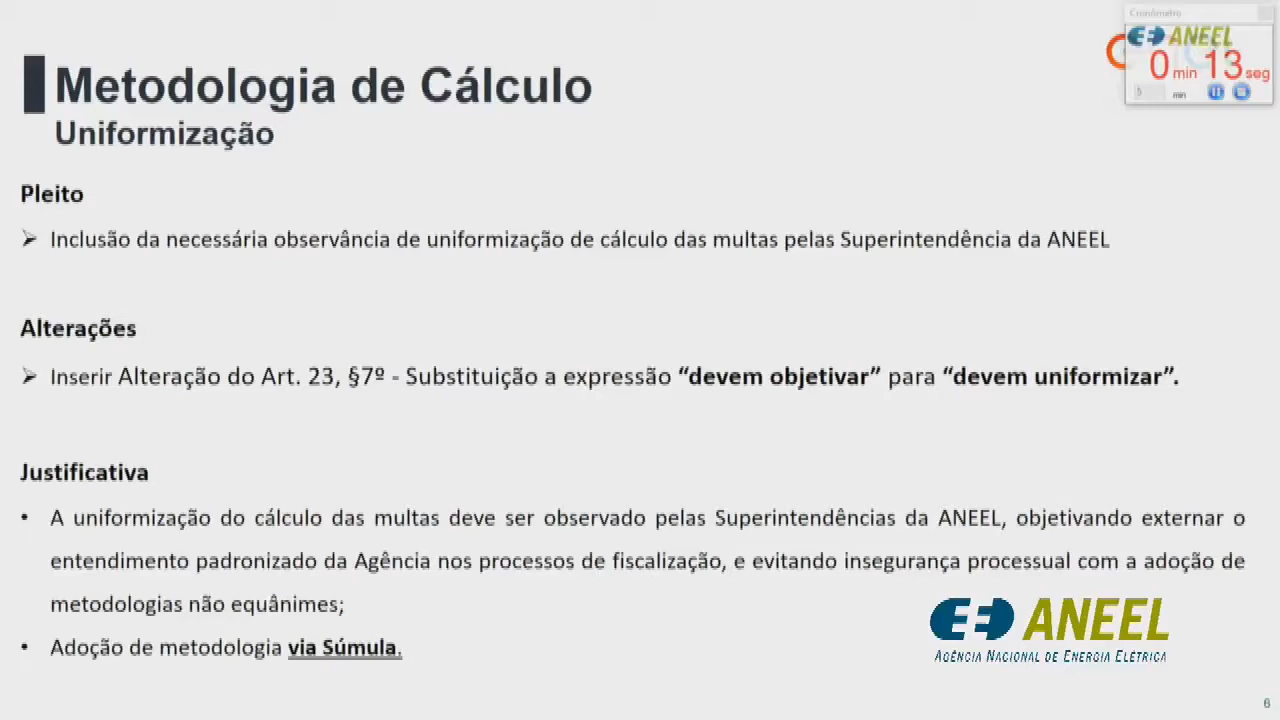 Cronômetro
ANEEL
0 min 13 seg
5 min
Metodologia de Cálculo
Uniformização
Pleito
Inclusão da necessária observância de uniformização de cálculo das multas pelas Superintendência da ANEEL
Alterações
Inserir Alteração do Art. 23, §7º - Substituição a expressão “devem objetivar” para “devem uniformizar”.
Justificativa
• A uniformização do cálculo das multas deve ser observado pelas Superintendências da ANEEL, objetivando externar o
entendimento padronizado da Agência nos processos de fiscalização, e evitando insegurança processual com a adoção de
metodologias não equânimes;
• Adoção de metodologia via Súmula.
ANEEL
AGÊNCIA NACIONAL DE ENERGIA ELÉTRICA
6